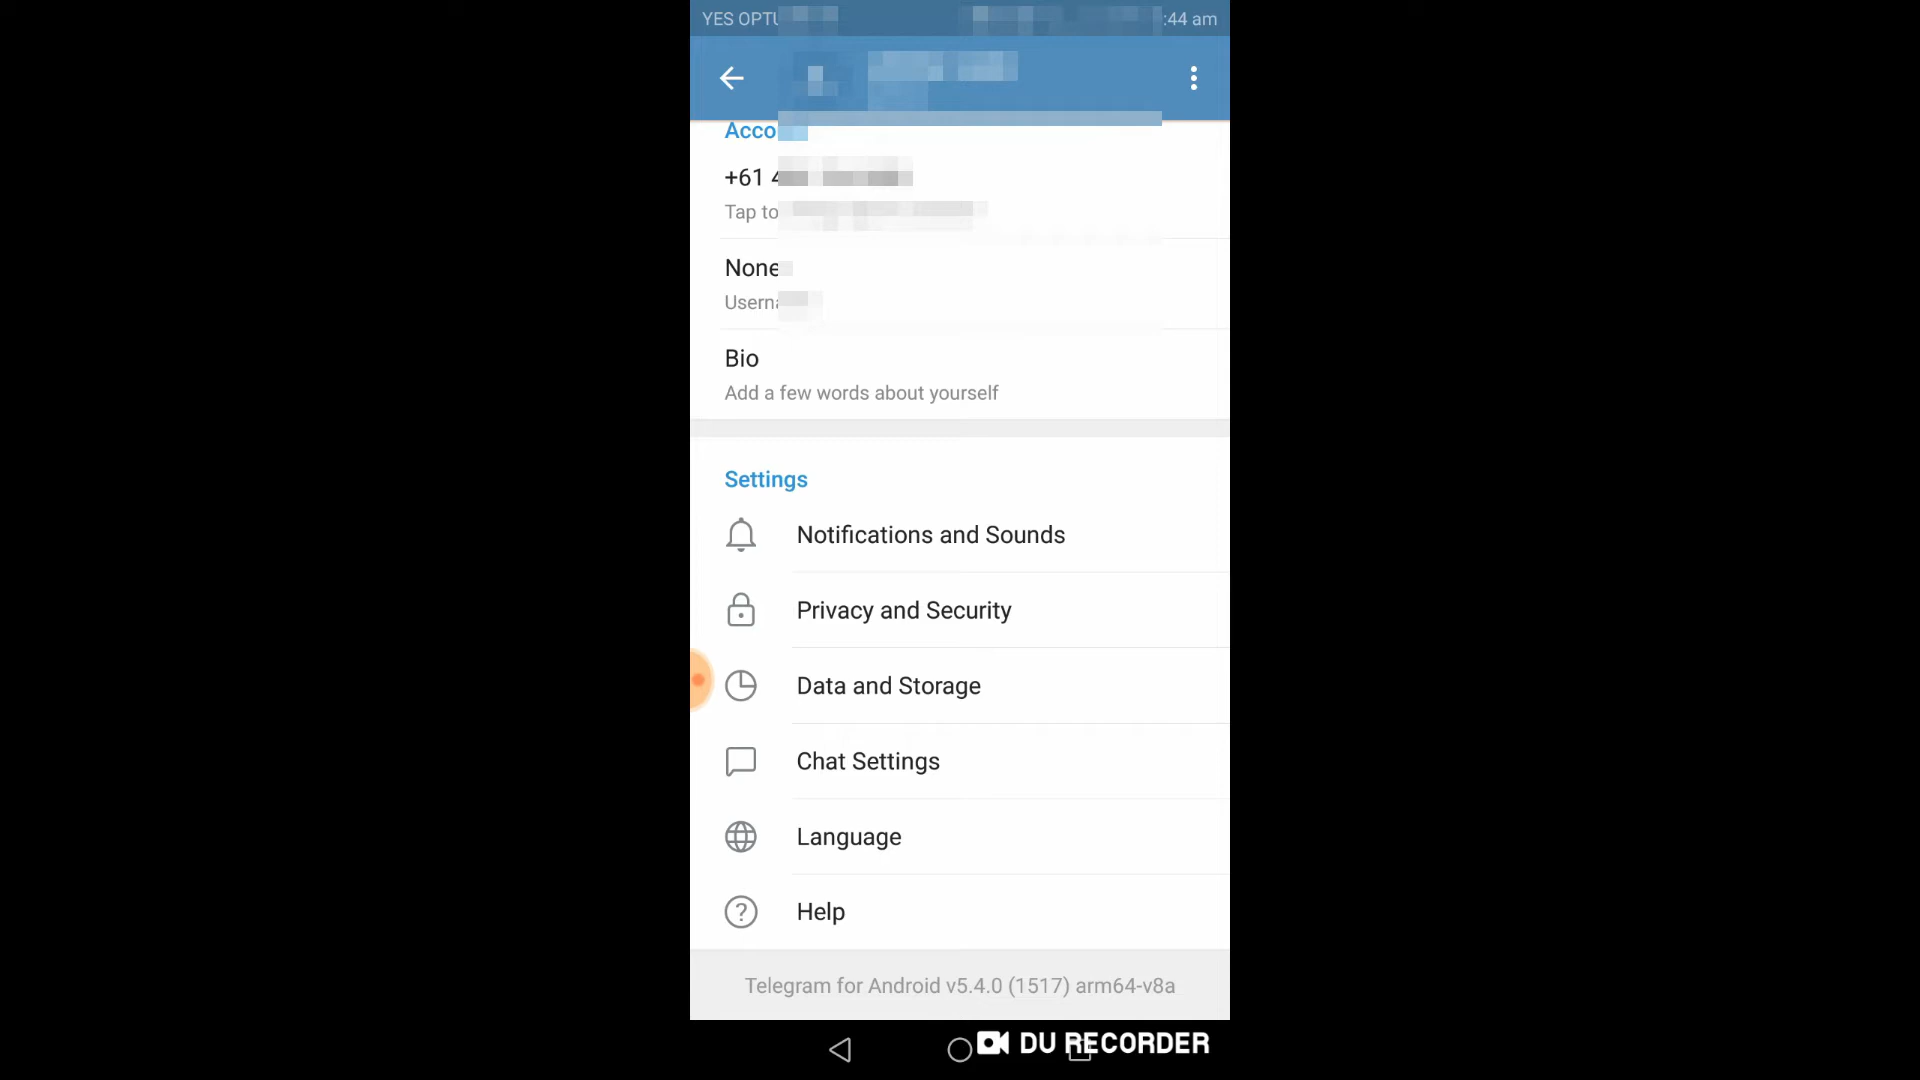 YES OPTU :44 am
Acco
+61 4
Tap to
None
Userna
Bio
Add a few words about yourself
Settings
Notifications and Sounds
Privacy and Security
Data and Storage
Chat Settings
Language
Help
Telegram for Android v5.4.0 (1517) arm64-v8a
DU RECORDER